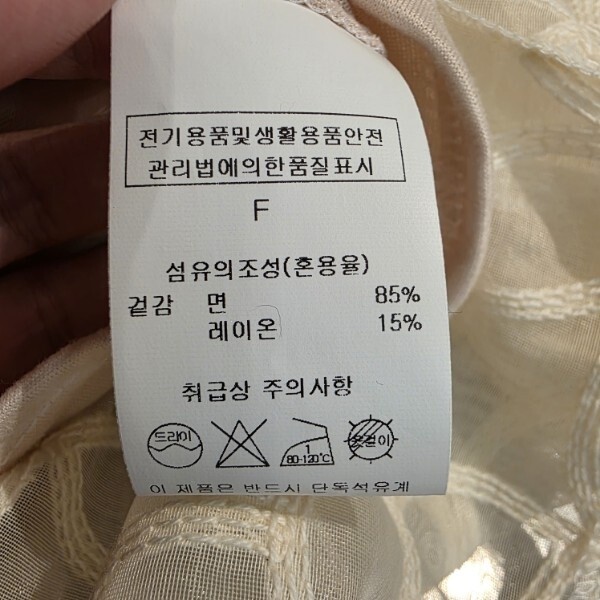 전기용품및생활용품안전
관리법에의한품질표시
F
섬유의조성(혼용율)
겉감 면 85%
레이온 15%
취급상 주의사항
드라이 80-120℃ 옷걸이
이 제품은 반드시 단독석유계